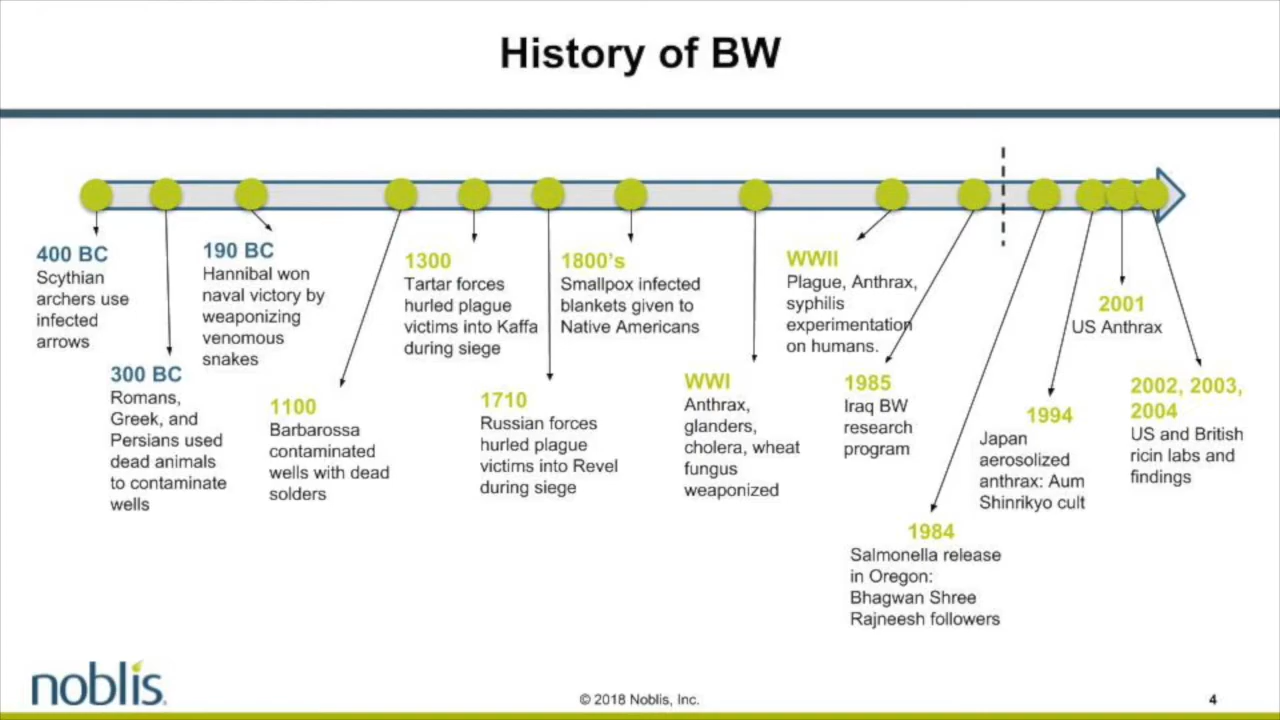 History of BW
400 BC
Scythian
archers use
infected
arrows
300 BC
Romans,
Greek, and
Persians used
dead animals
to contaminate
wells
190 BC
Hannibal won
naval victory by
weaponizing
venomous
snakes
1100
Barbarossa
contaminated
wells with dead
solders
1300
Tartar forces
hurled plague
victims into Kaffa
during siege
1710
Russian forces
hurled plague
victims into Revel
during siege
1800's
Smallpox infected
blankets given to
Native Americans
WWI
Anthrax,
glanders,
cholera, wheat
fungus
weaponized
WWII
Plague, Anthrax,
syphilis
experimentation
on humans.
1985
Iraq BW
research
program
1984
Salmonella release
in Oregon:
Bhagwan Shree
Rajneesh followers
1994
Japan
aerosolized
anthrax: Aum
Shinrikyo cult
2001
US Anthrax
2002, 2003,
2004
US and British
ricin labs and
findings
noblis.
© 2018 Noblis, Inc.
4